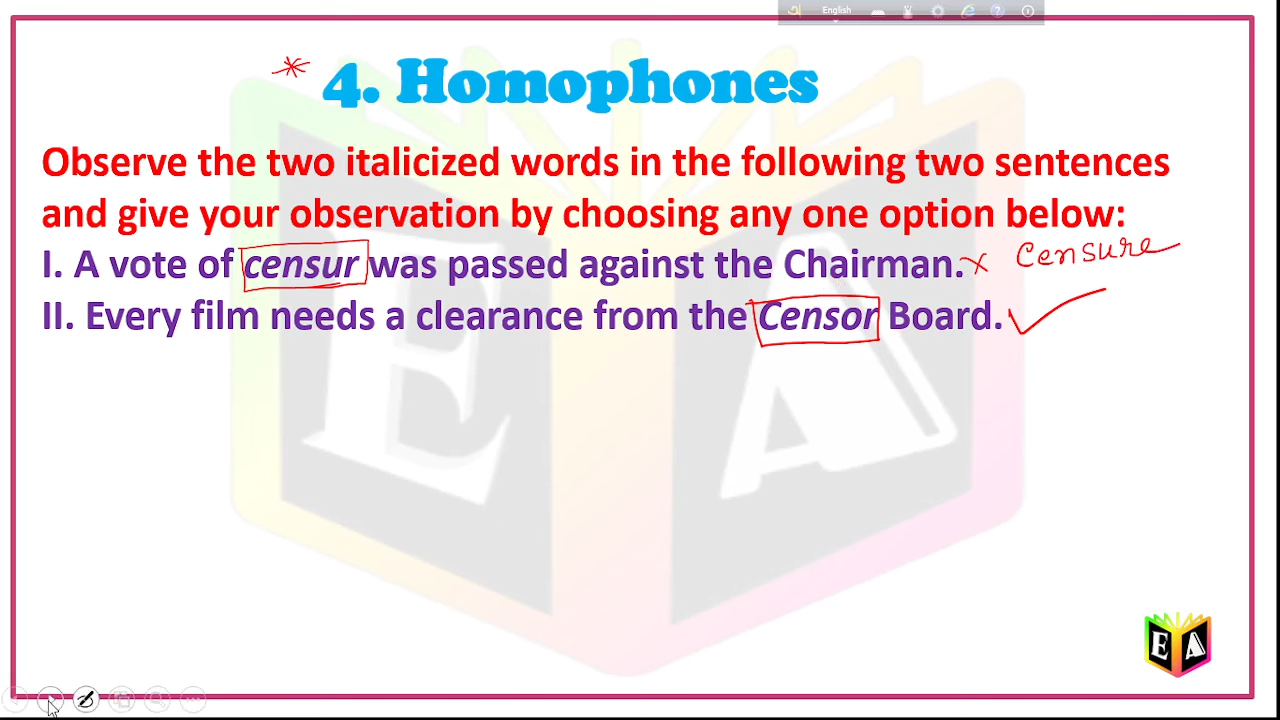 English
4. Homophones
Observe the two italicized words in the following two sentences
and give your observation by choosing any one option below:
I. A vote of censur was passed against the Chairman. x Censure
II. Every film needs a clearance from the Censor Board.
E A
E A